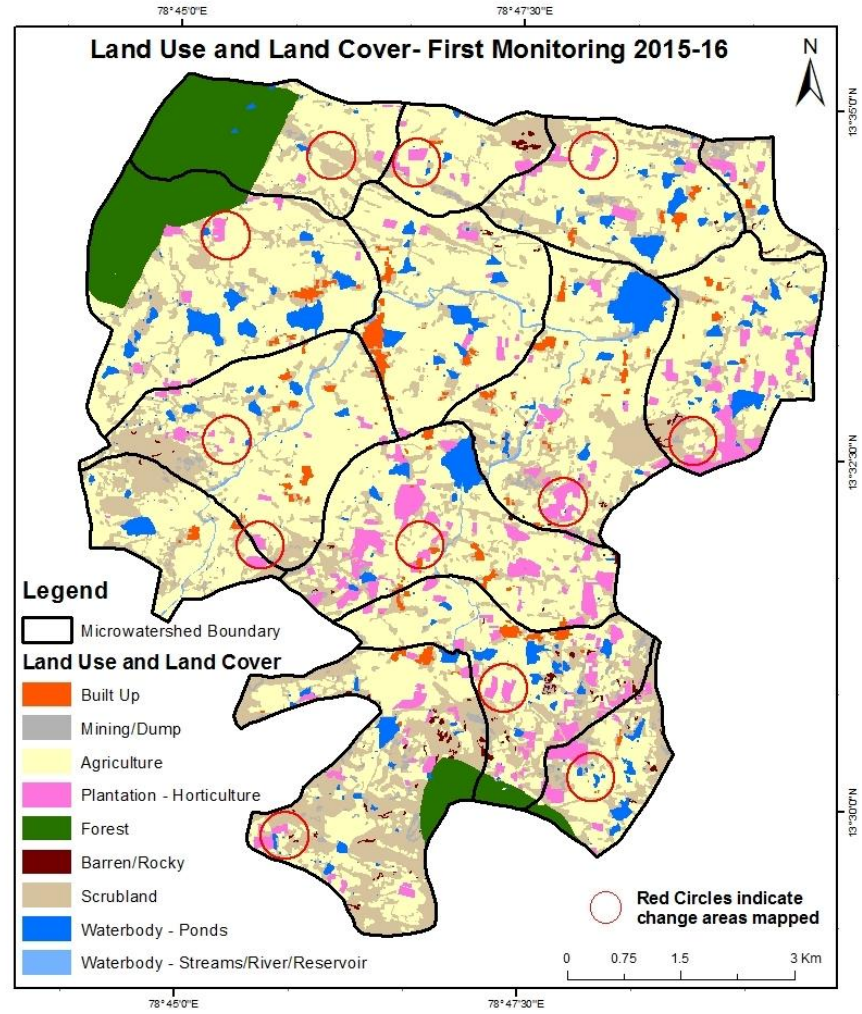 78°45'0"E 78°47'30"E
Land Use and Land Cover- First Monitoring 2015-16
N
13°35'0"N
13°32'30"N
13°30'0"N
Legend
Microwatershed Boundary
Land Use and Land Cover
Built Up
Mining/Dump
Agriculture
Plantation - Horticulture
Forest
Barren/Rocky
Scrubland
Waterbody - Ponds
Waterbody - Streams/River/Reservoir
Red Circles indicate
change areas mapped
0 0.75 1.5 3 Km
78°45'0"E 78°47'30"E